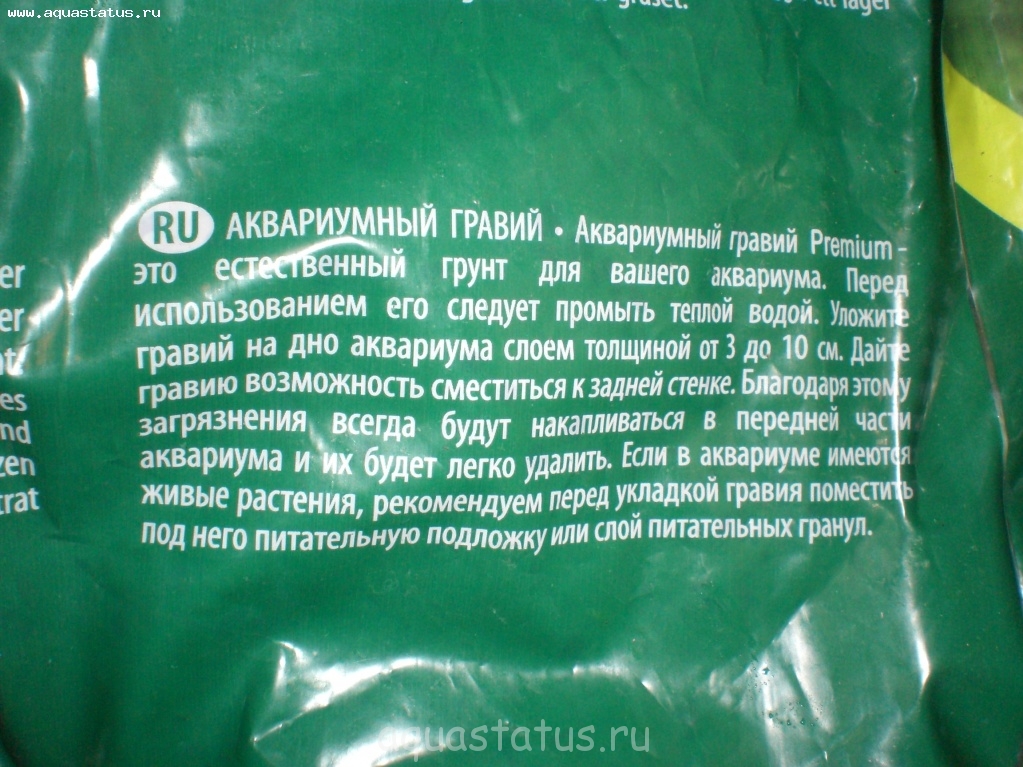 www.aquastatus.ru
graset.
ett lager
RU АКВАРИУМНЫЙ ГРАВИЙ • Аквариумный гравий Premium -
это естественный грунт для вашего аквариума. Перед
использованием его следует промыть теплой водой. Уложите
гравий на дно аквариума слоем толщиной от 3 до 10 см. Дайте
гравию возможность сместиться к задней стенке. Благодаря этому
загрязнения всегда будут накапливаться в передней части
аквариума и их будет легко удалить. Если в аквариуме имеются
живые растения, рекомендуем перед укладкой гравия поместить
под него питательную подложку или слой питательных гранул.
er
er
es
nd
zen
trat
aquastatus.ru